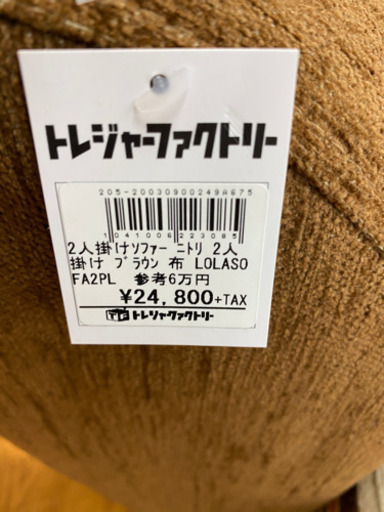 トレジャーファクトリー
205-20030900249A675
1041006223085
2人掛けソファー ニトリ 2人
掛け ブラウン 布 LOLASO
FA2PL 参考6万円
¥24,800+TAX
トレジャーファクトリー